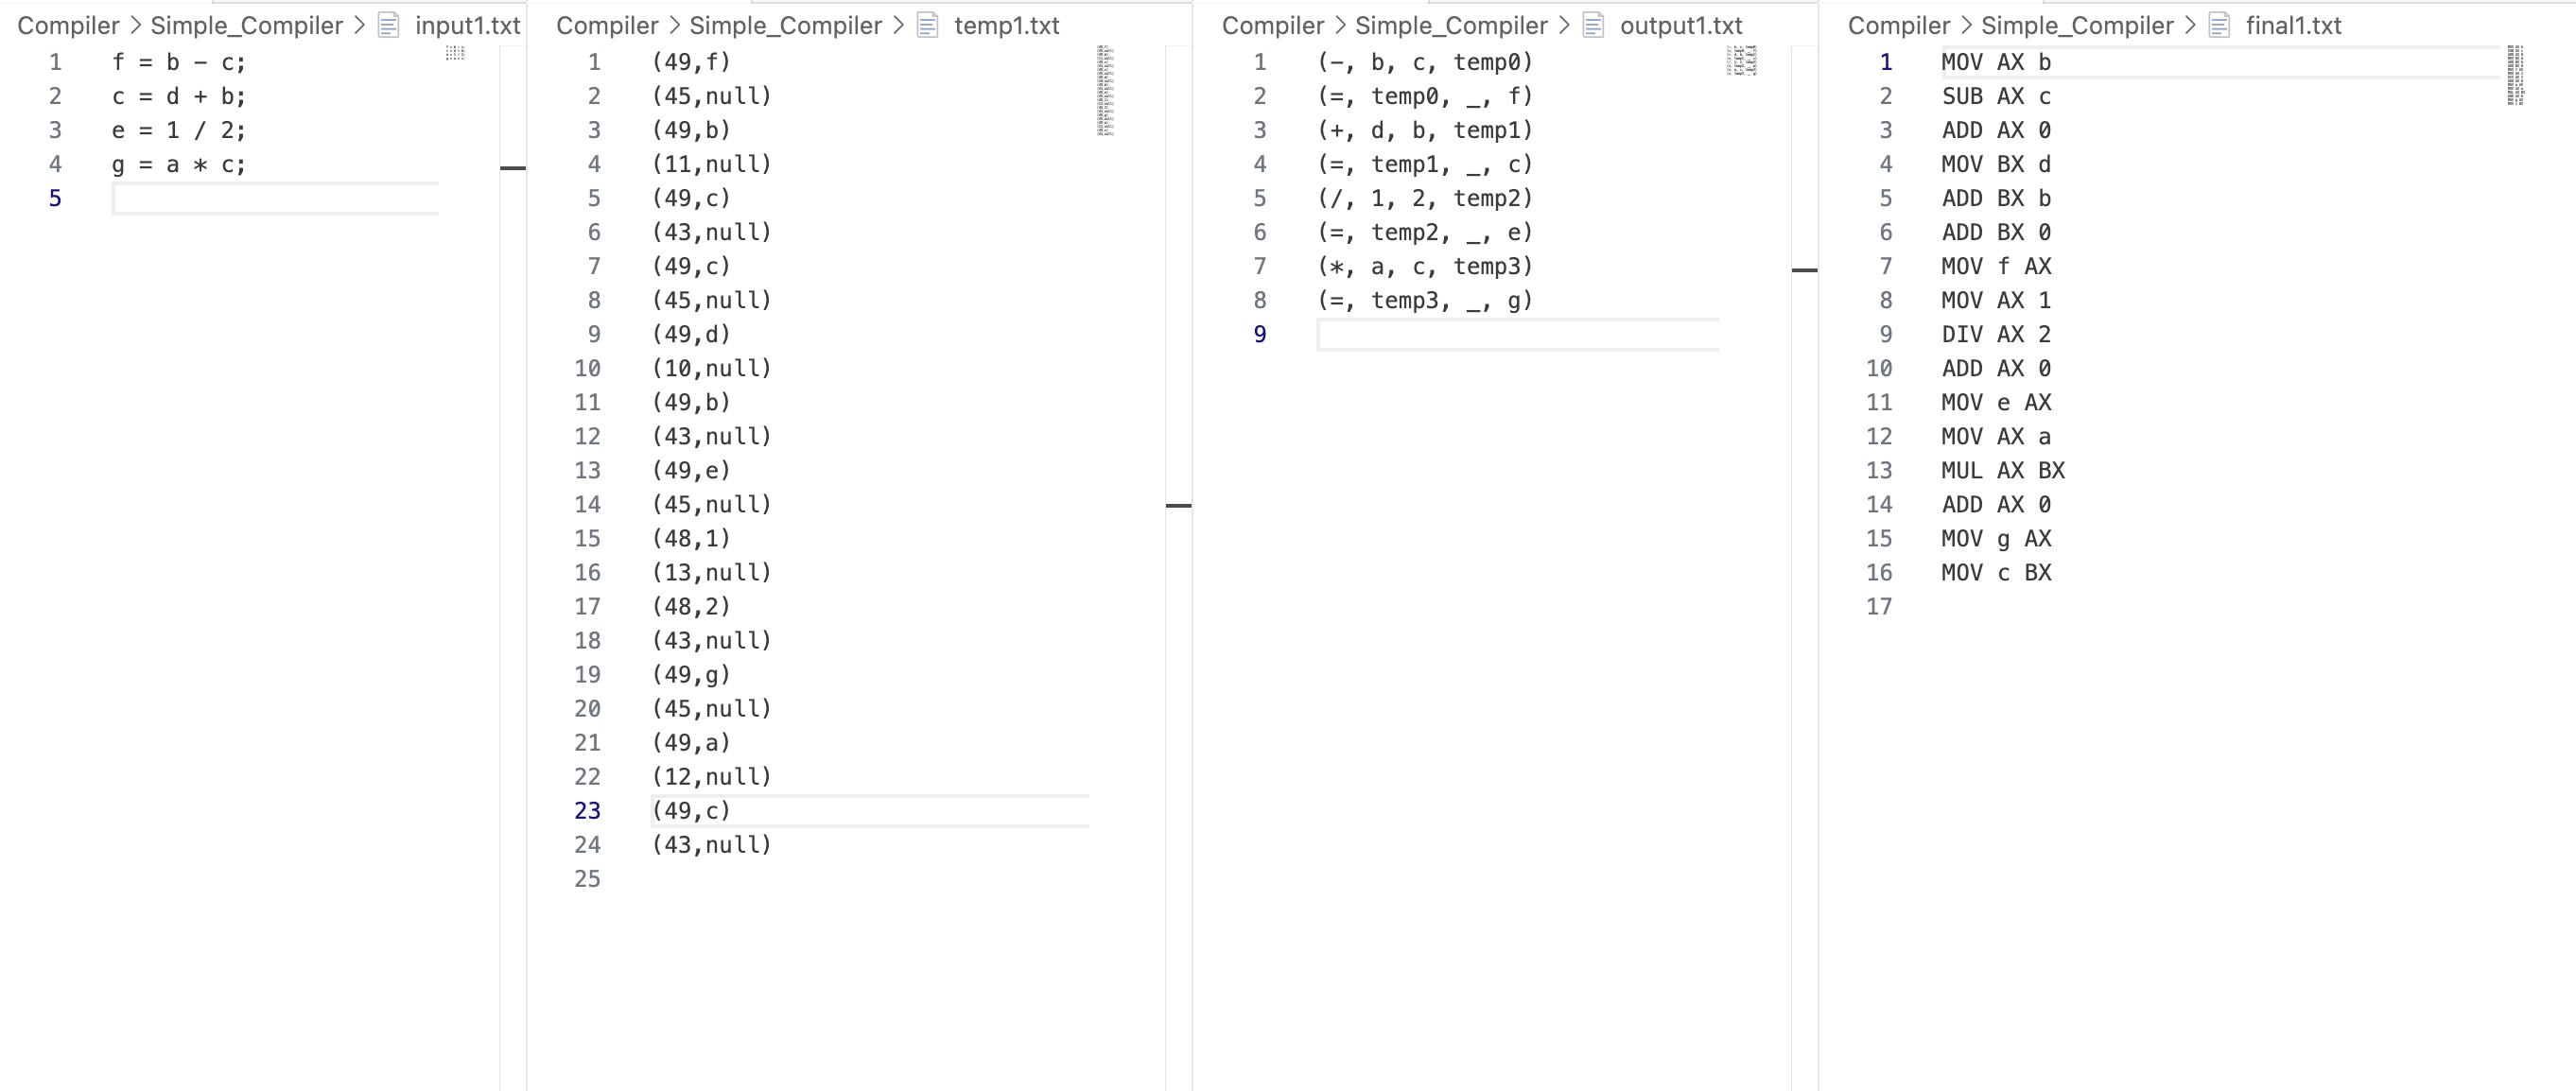 Compiler > Simple_Compiler > input1.txt
1 f = b - c;
2 c = d + b;
3 e = 1 / 2;
4 g = a * c;
5
Compiler > Simple_Compiler > temp1.txt
1 (49,f)
2 (45,null)
3 (49,b)
4 (11,null)
5 (49,c)
6 (43,null)
7 (49,c)
8 (45,null)
9 (49,d)
10 (10,null)
11 (49,b)
12 (43,null)
13 (49,e)
14 (45,null)
15 (48,1)
16 (13,null)
17 (48,2)
18 (43,null)
19 (49,g)
20 (45,null)
21 (49,a)
22 (12,null)
23 (49,c)
24 (43,null)
25
Compiler > Simple_Compiler > output1.txt
1 (-, b, c, temp0)
2 (=, temp0, _, f)
3 (+, d, b, temp1)
4 (=, temp1, _, c)
5 (/, 1, 2, temp2)
6 (=, temp2, _, e)
7 (*, a, c, temp3)
8 (=, temp3, _, g)
9
Compiler > Simple_Compiler > final1.txt
1 MOV AX b
2 SUB AX c
3 ADD AX 0
4 MOV BX d
5 ADD BX b
6 ADD BX 0
7 MOV f AX
8 MOV AX 1
9 DIV AX 2
10 ADD AX 0
11 MOV e AX
12 MOV AX a
13 MUL AX BX
14 ADD AX 0
15 MOV g AX
16 MOV c BX
17